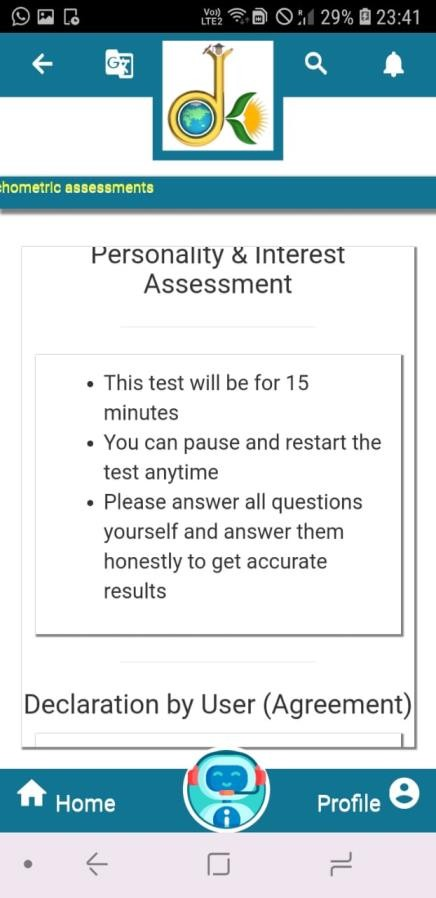 Vo))
LTE2
R
29%
23:41
G
chometric assessments
Personality & Interest
Assessment
• This test will be for 15
minutes
• You can pause and restart the
test anytime
• Please answer all questions
yourself and answer them
honestly to get accurate
results
Declaration by User (Agreement)
Home
Profile